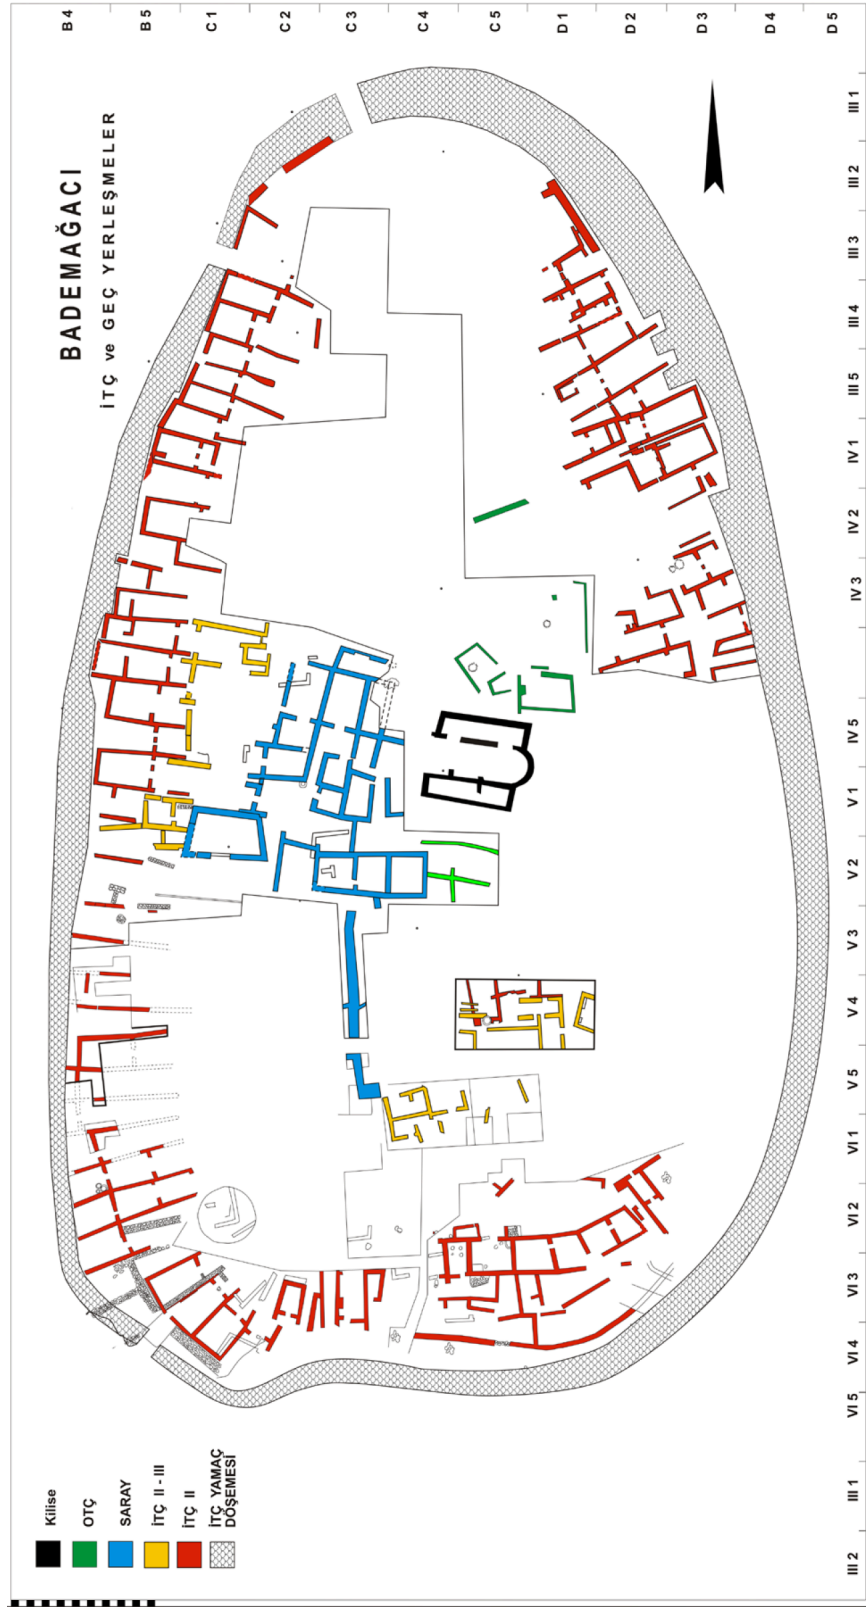 BADEMAĞACI
İTÇ ve GEÇ YERLEŞMELER
B 4
B 5
C 1
C 2
C 3
C 4
C 5
D 1
D 2
D 3
D 4
D 5
III 1
III 2
III 3
III 4
III 5
IV 1
IV 2
IV 3
IV 5
V 1
V 2
V 3
V 4
V 5
VI 1
VI 2
VI 3
VI 4
VI 5
III 1
III 2
Kilise
OTÇ
SARAY
İTÇ II - III
İTÇ II
İTÇ YAMAÇ
DÖŞEMESİ